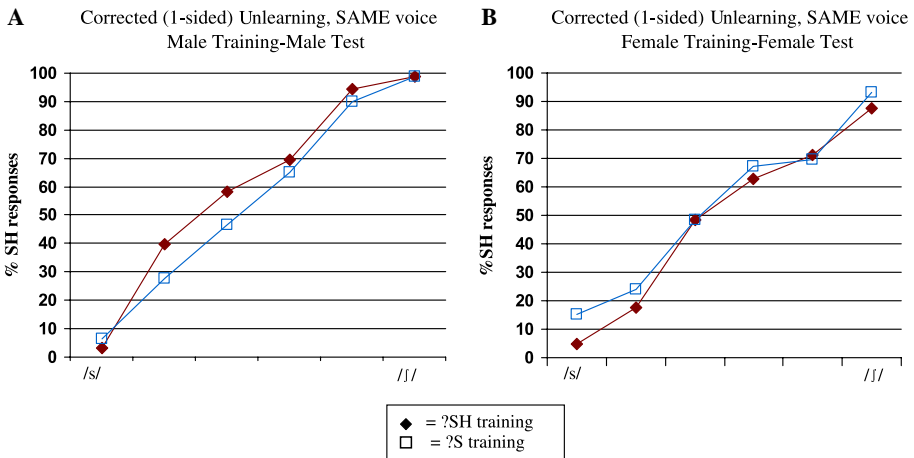 A
Corrected (1-sided) Unlearning, SAME voice
Male Training-Male Test
% SH responses
100
90
80
70
60
50
40
30
20
10
0
/s/
/ʃ/
B
Corrected (1-sided) Unlearning, SAME voice
Female Training-Female Test
%SH responses
100
90
80
70
60
50
40
30
20
10
0
/s/
/ʃ/
= ?SH training
= ?S training